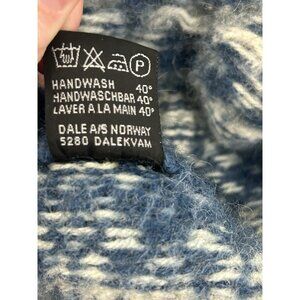 P
HANDWASH 40°
HANDWASCHBAR 40°
LAVER A LA MAIN 40°
DALE A/S NORWAY
5280 DALEKVAM